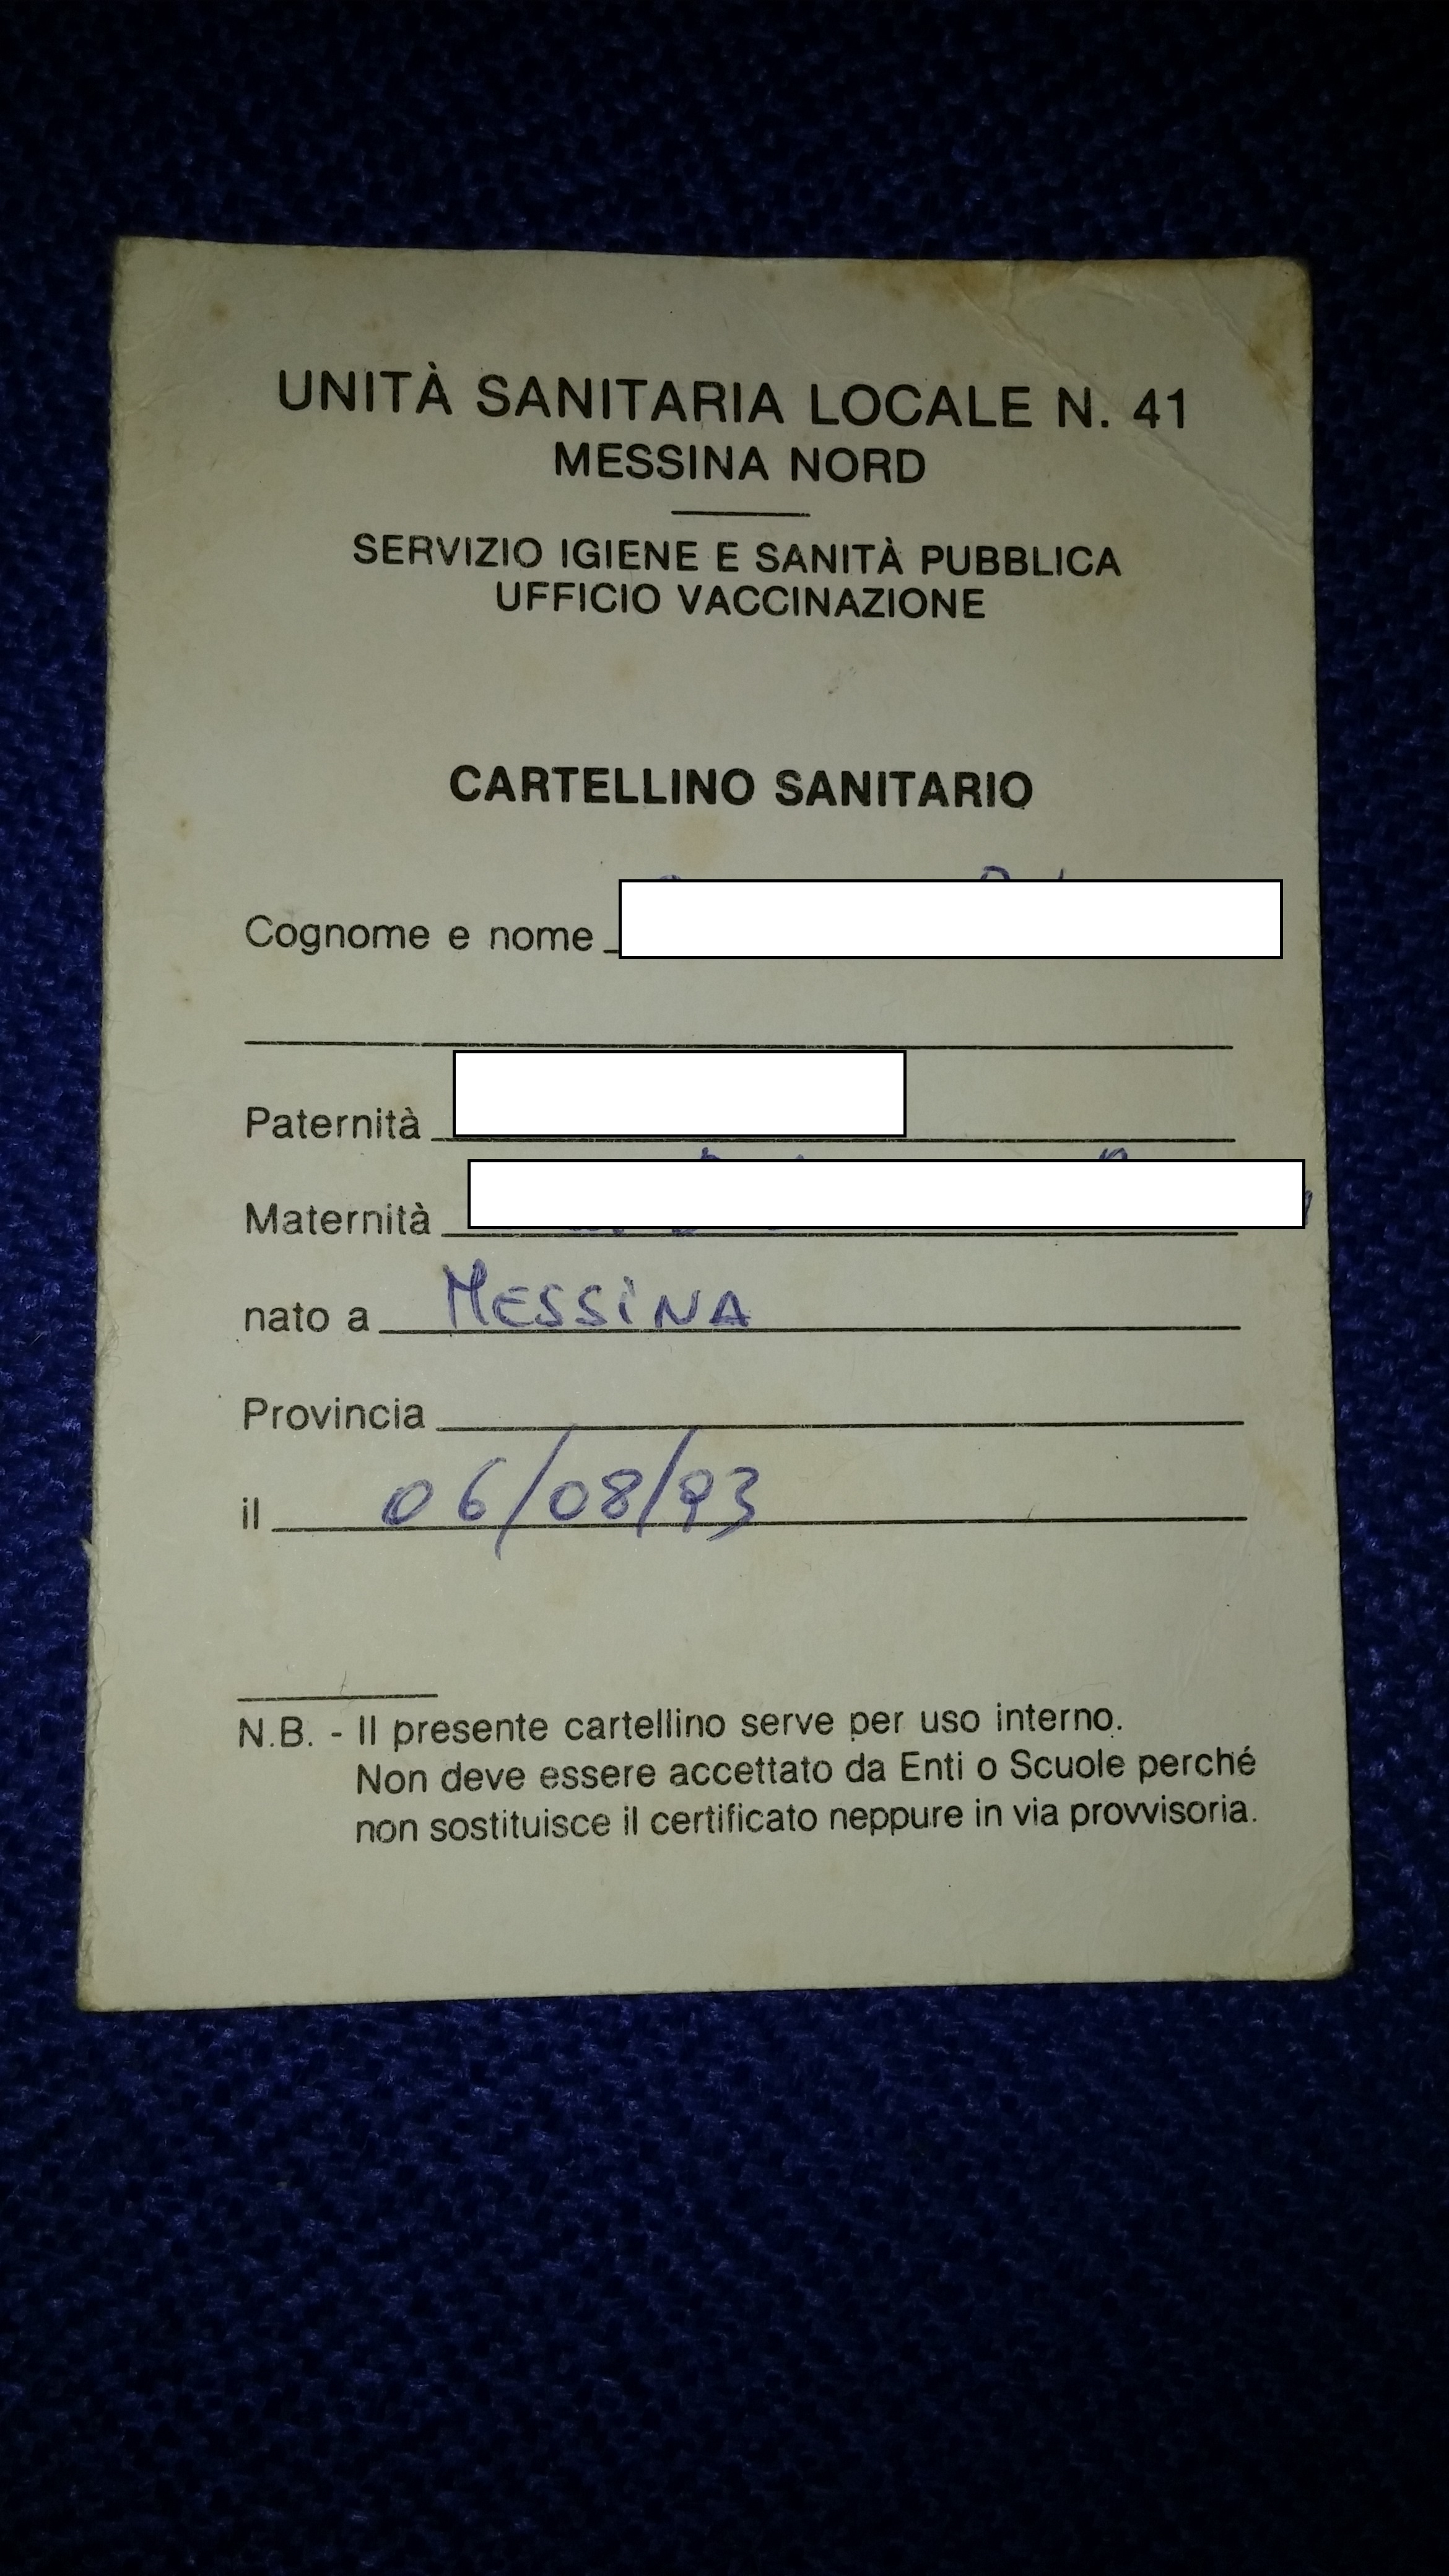 UNITÀ SANITARIA LOCALE N. 41
MESSINA NORD
SERVIZIO IGIENE E SANITÀ PUBBLICA
UFFICIO VACCINAZIONE
CARTELLINO SANITARIO
Cognome e nome
Paternità
Maternità
nato a MESSINA
Provincia
il 06/08/93
N.B. - Il presente cartellino serve per uso interno.
Non deve essere accettato da Enti o Scuole perché
non sostituisce il certificato neppure in via provvisoria.